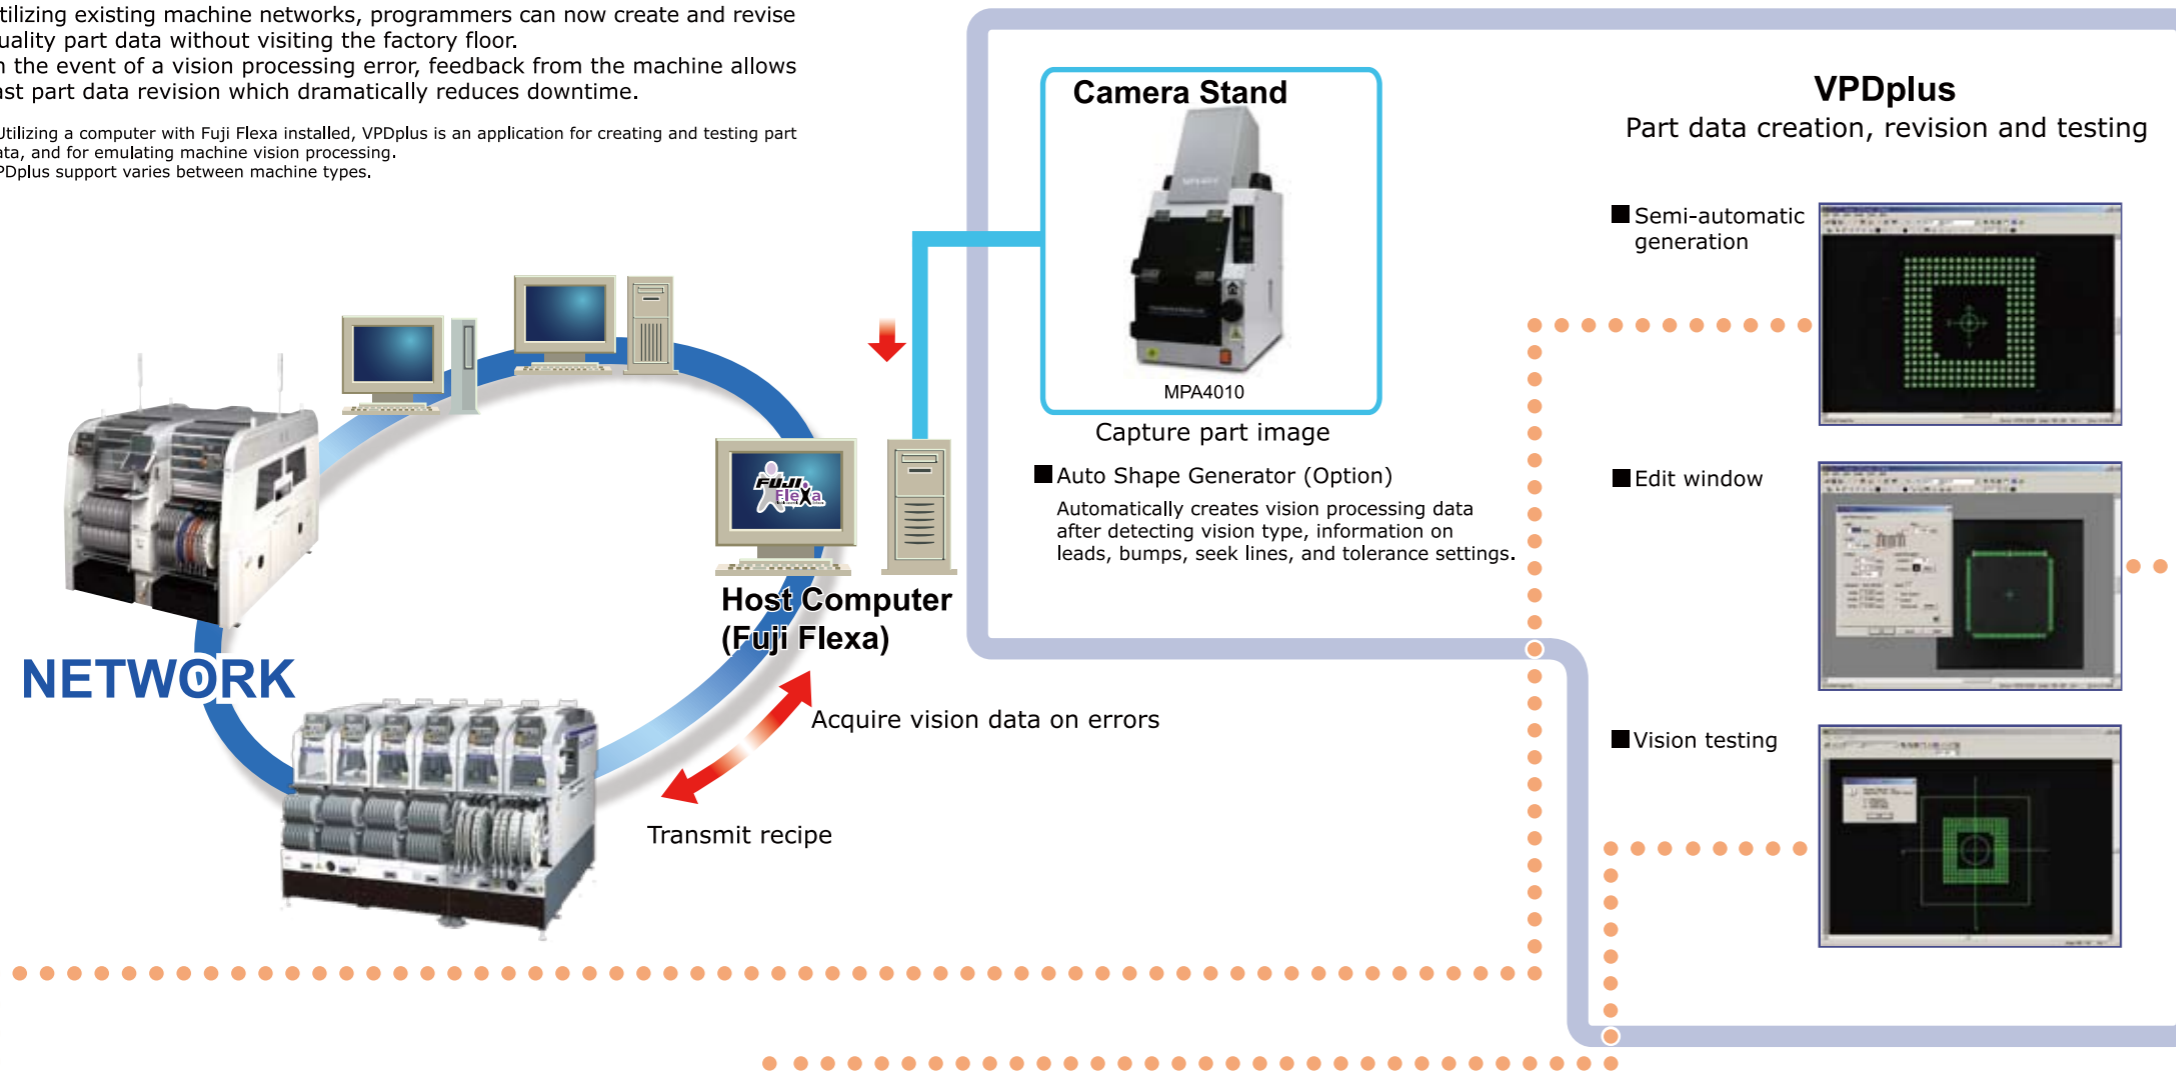 tilizing existing machine networks, programmers can now create and revise
uality part data without visiting the factory floor.
n the event of a vision processing error, feedback from the machine allows
ast part data revision which dramatically reduces downtime.
Utilizing a computer with Fuji Flexa installed, VPDplus is an application for creating and testing part
ata, and for emulating machine vision processing.
PDplus support varies between machine types.
Camera Stand
MPA4010
Capture part image
■Auto Shape Generator (Option)
Automatically creates vision processing data
after detecting vision type, information on
leads, bumps, seek lines, and tolerance settings.
VPDplus
Part data creation, revision and testing
■Semi-automatic
generation
■Edit window
■Vision testing
FUJI
Flexa
Host Computer
(Fuji Flexa)
NETWORK
Acquire vision data on errors
Transmit recipe